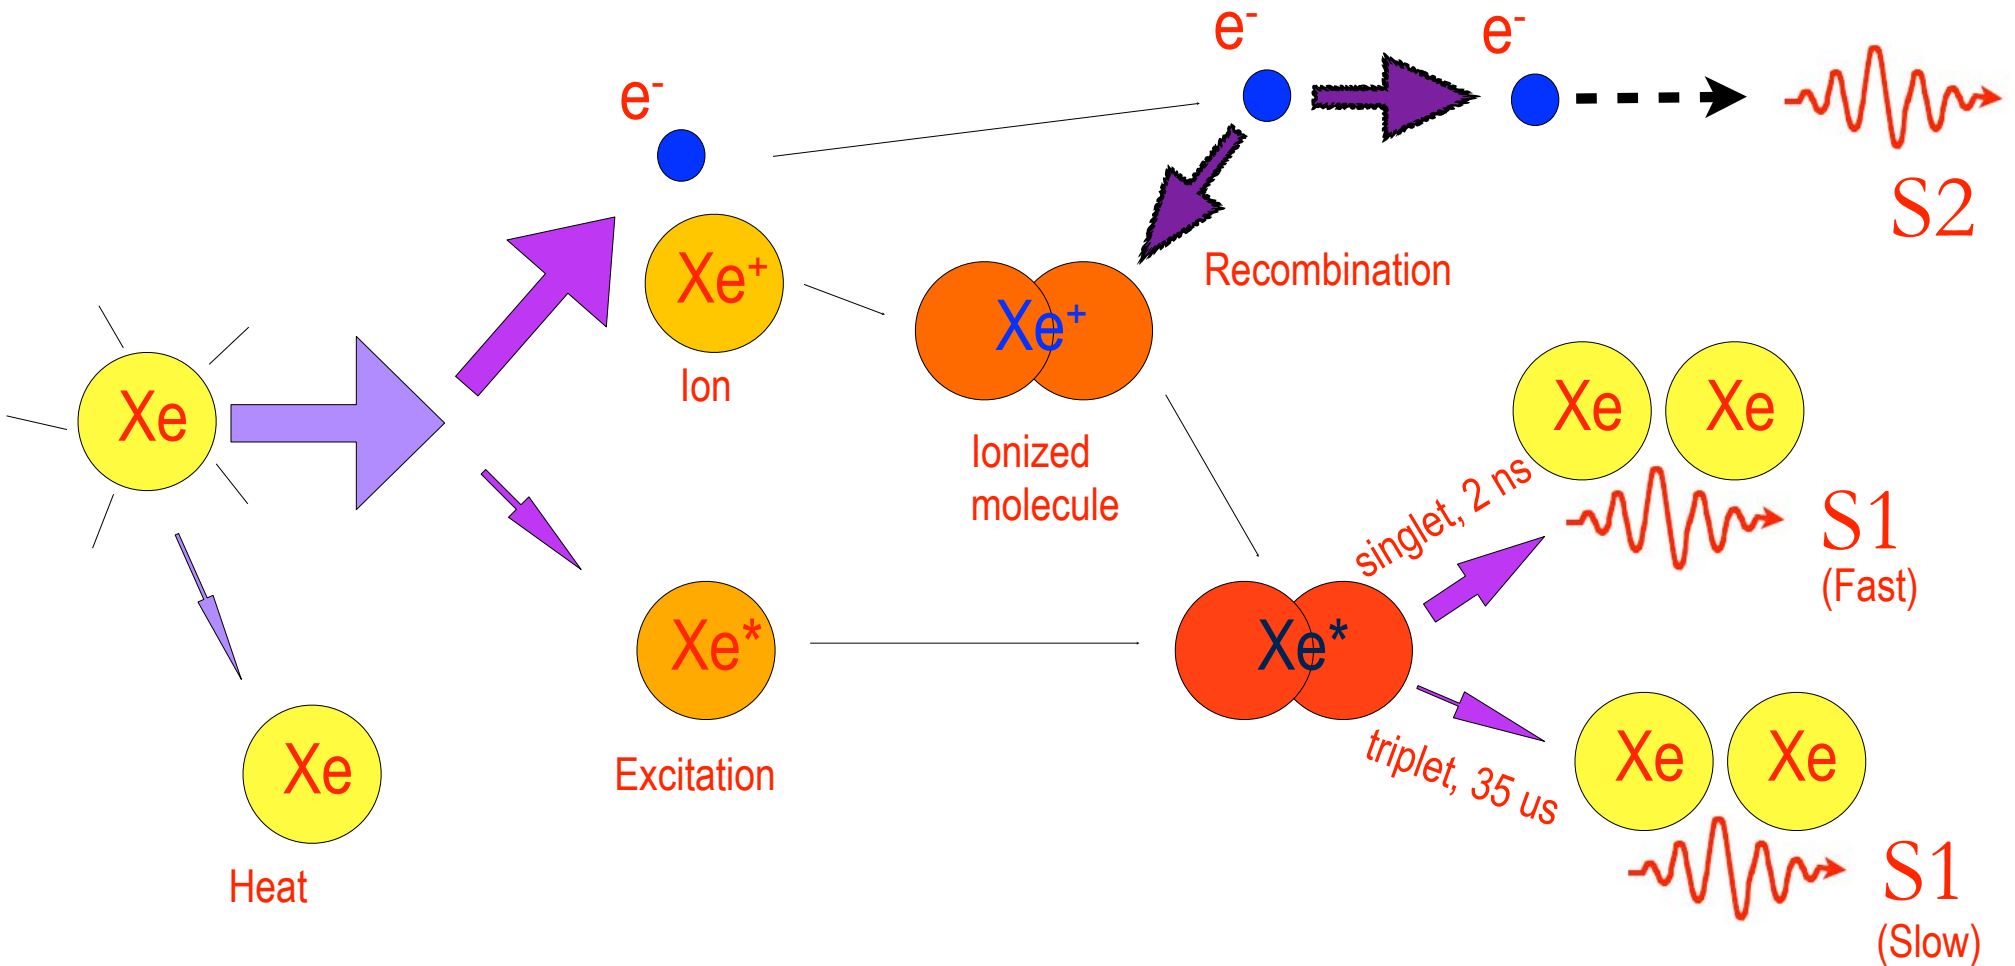 e-
e-
e-
S2
Xe+
Recombination
Xe+
Ion
Xe
Xe Xe
Ionized
molecule
singlet, 2 ns
S1
(Fast)
Xe*
Xe*
Xe
Excitation
triplet, 35 us
Xe Xe
Heat
S1
(Slow)